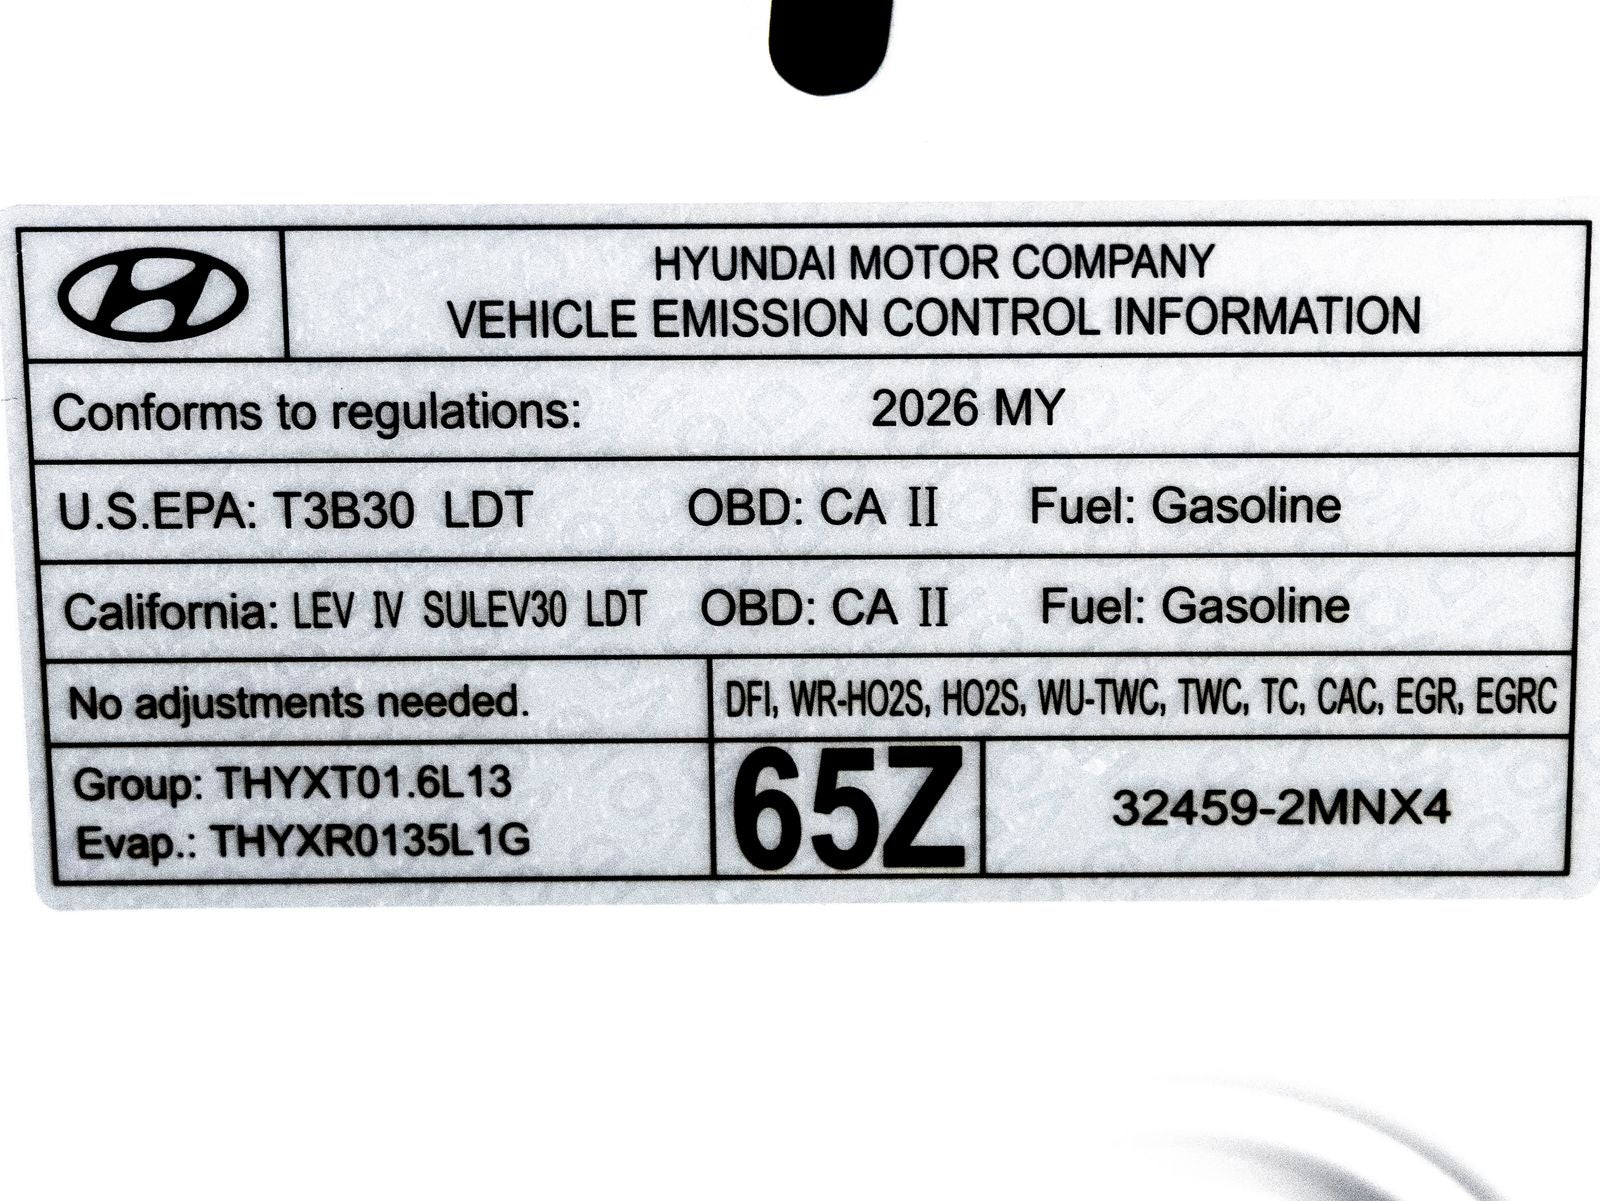 HYUNDAI MOTOR COMPANY
VEHICLE EMISSION CONTROL INFORMATION
Conforms to regulations: 2026 MY
U.S.EPA: T3B30 LDT OBD: CA II Fuel: Gasoline
California: LEV IV SULEV30 LDT OBD: CA II Fuel: Gasoline
No adjustments needed. DFI, WR-HO2S, HO2S, WU-TWC, TWC, TC, CAC, EGR, EGRC
Group: THYXT01.6L13
Evap.: THYXR0135L1G
65Z
32459-2MNX4